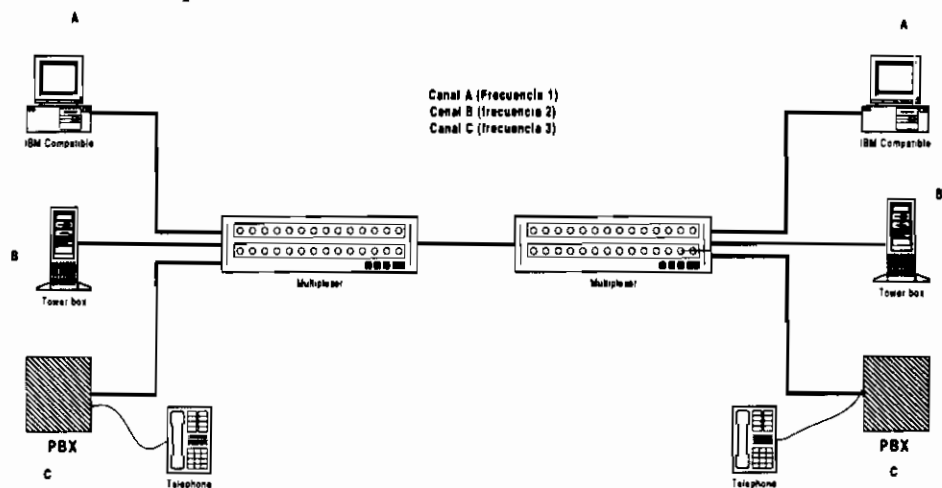 A
A
Canal A (Frecuencia 1)
Canal B (frecuencia 2)
Canal C (frecuencia 3)
IBM Compatible
IBM Compatible
B
B
Multiplexer
Multiplexer
Tower box
Tower box
PBX
PBX
C
C
Telephone
Telephone